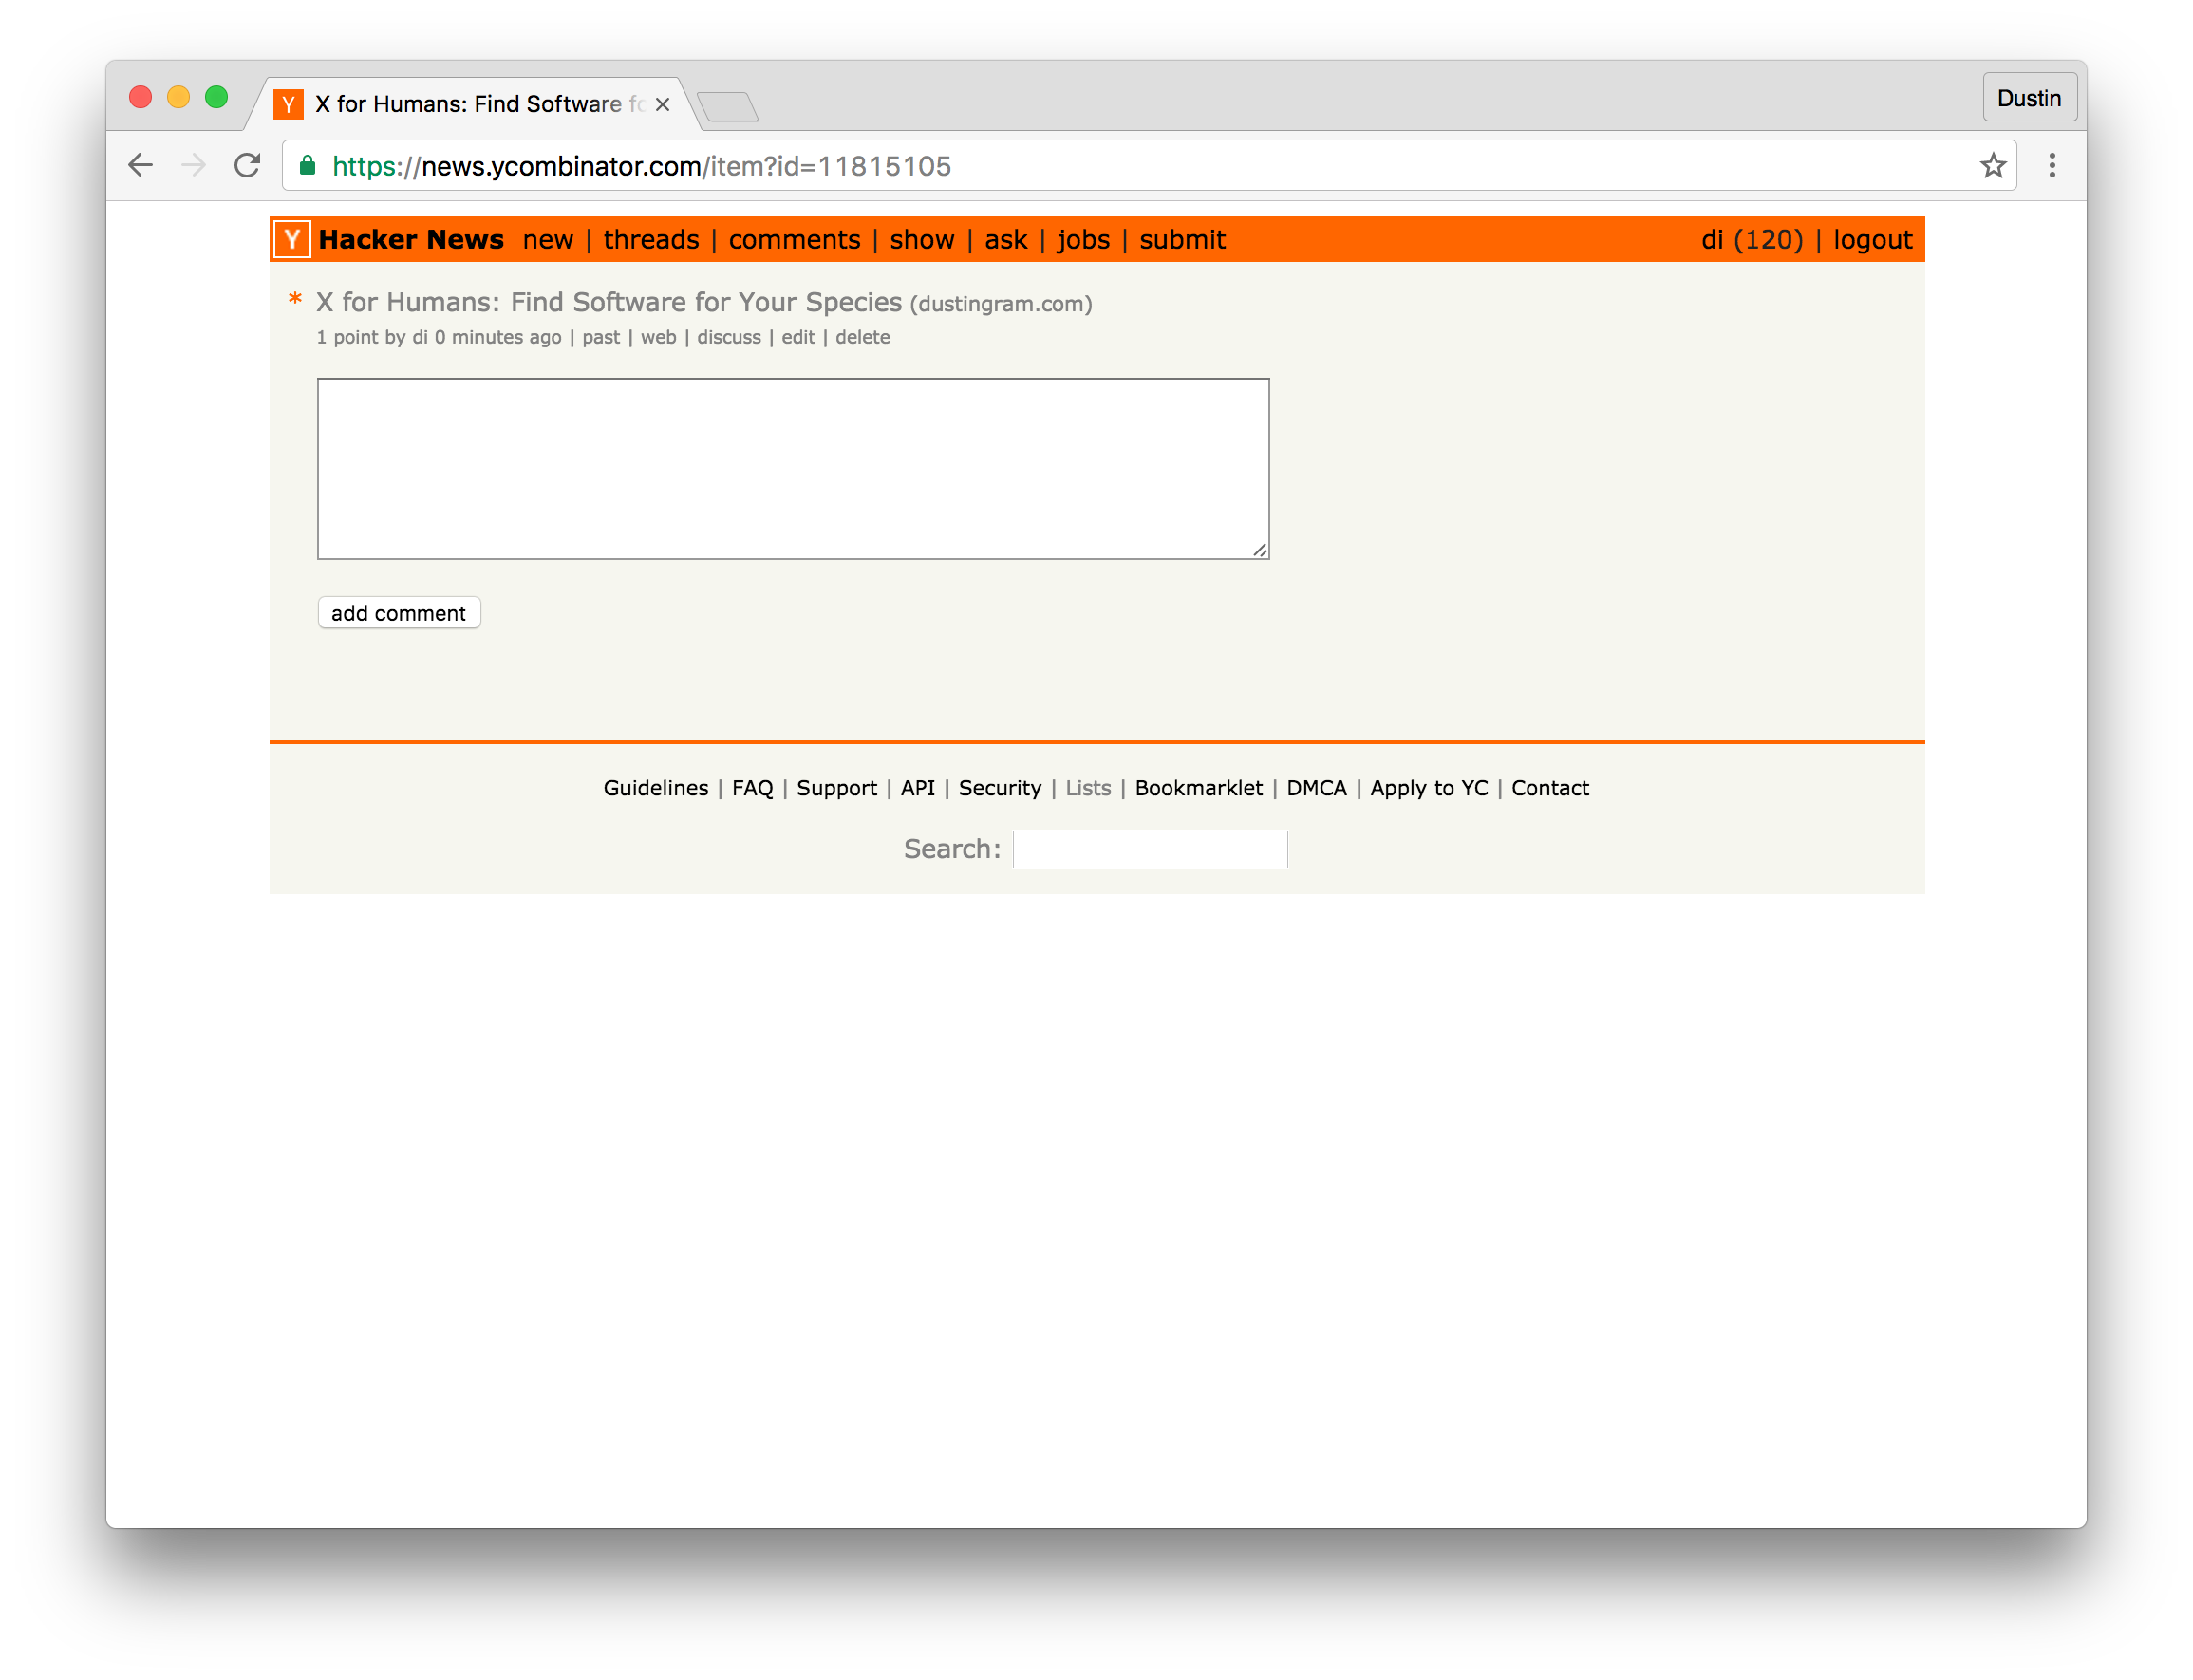 Y X for Humans: Find Software fo
Dustin
https://news.ycombinator.com/item?id=11815105
Y Hacker News new | threads | comments | show | ask | jobs | submit di (120) | logout
* X for Humans: Find Software for Your Species (dustingram.com)
1 point by di 0 minutes ago | past | web | discuss | edit | delete
add comment
Guidelines | FAQ | Support | API | Security | Lists | Bookmarklet | DMCA | Apply to YC | Contact
Search: